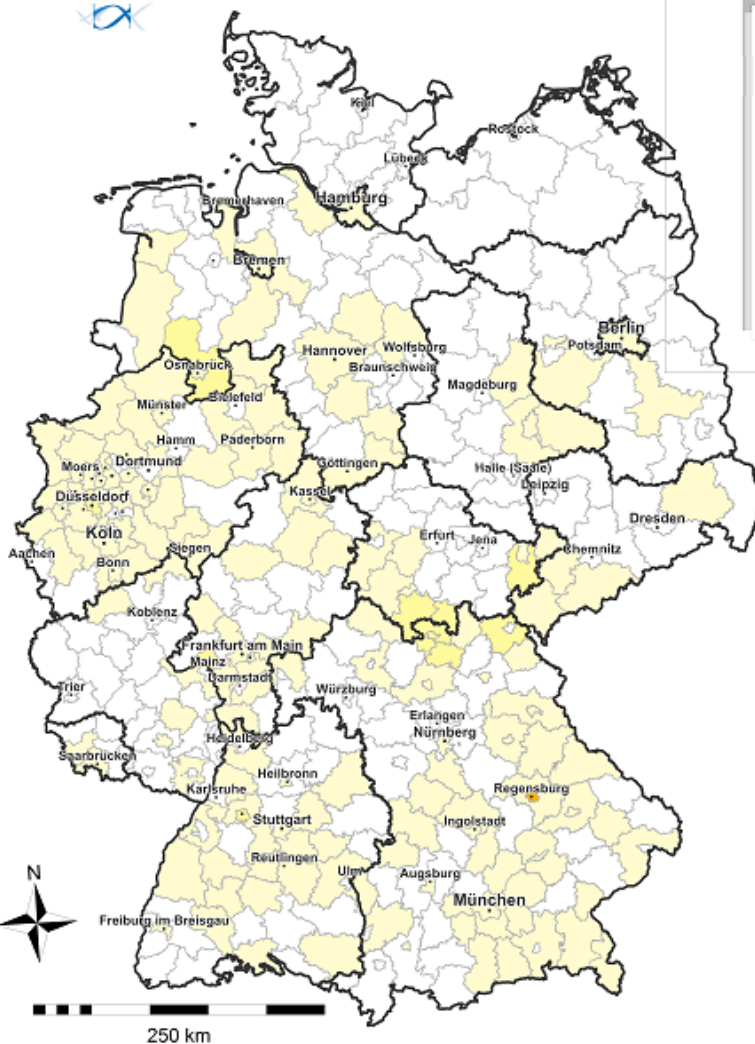 Kiel
Rostock
Lübeck
Bremerhaven
Hamburg
Bremen
Berlin
Hannover
Wolfsburg
Potsdam
Osnabrück
Braunschweig
Magdeburg
Bielefeld
Münster
Hamm
Paderborn
Moers
Dortmund
Göttingen
Halle (Saale)
Leipzig
Kassel
Düsseldorf
Dresden
Köln
Erfurt
Jena
Chemnitz
Aachen
Siegen
Bonn
Koblenz
Frankfurt am Main
Mainz
Darmstadt
Trier
Würzburg
Erlangen
Nürnberg
Heidelberg
Saarbrücken
Heilbronn
Karlsruhe
Regensburg
Stuttgart
Ingolstadt
Reutlingen
Ulm
Augsburg
München
N
Freiburg im Breisgau
250 km